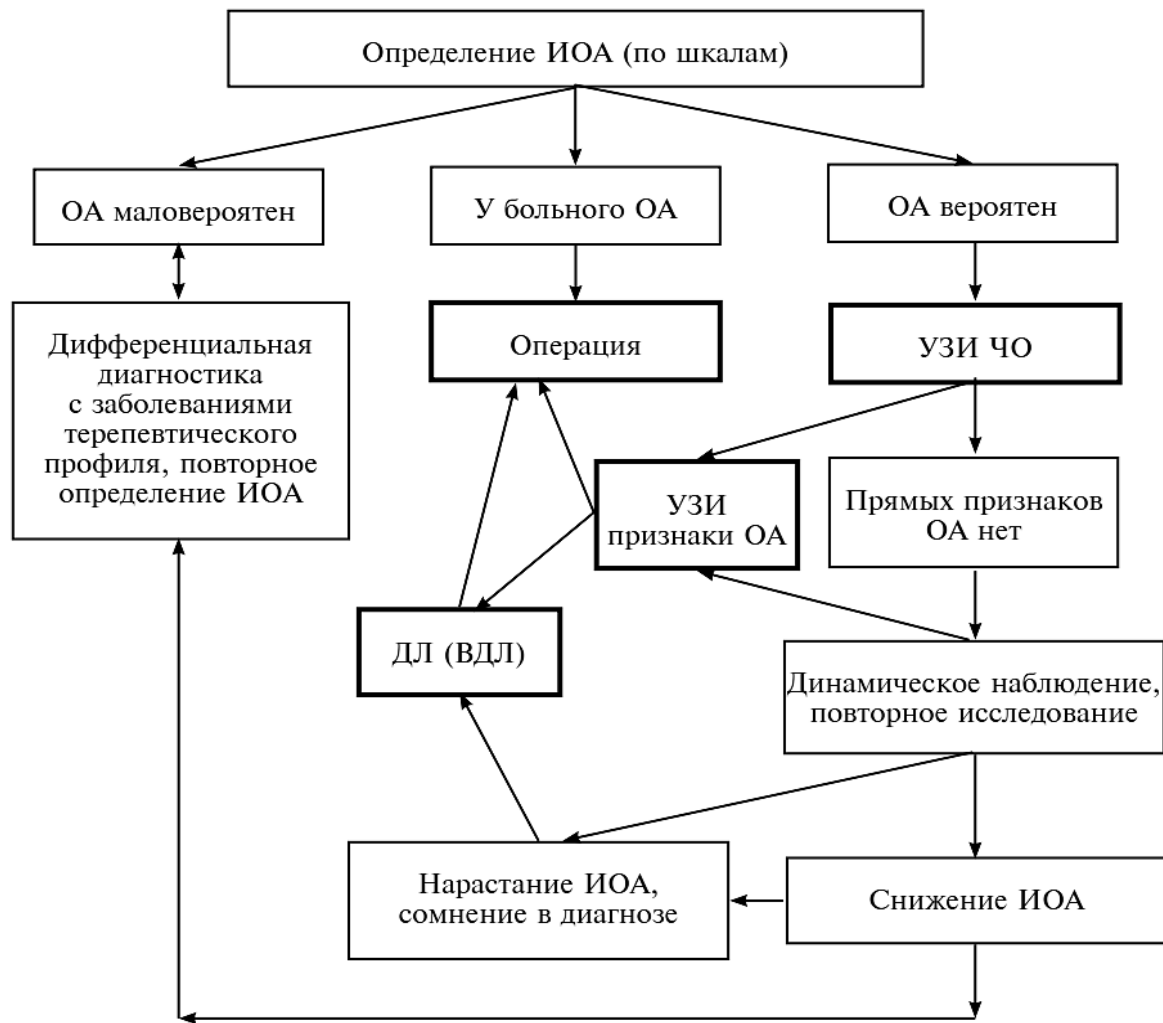 Определение ИОА (по шкалам)
ОА маловероятен
У больного ОА
ОА вероятен
Дифференциальная
диагностика
с заболеваниями
терепевтического
профиля, повторное
определение ИОА
Операция
УЗИ ЧО
УЗИ
признаки ОА
Прямых признаков
ОА нет
ДЛ (ВДЛ)
Динамическое наблюдение,
повторное исследование
Нарастание ИОА,
сомнение в диагнозе
Снижение ИОА